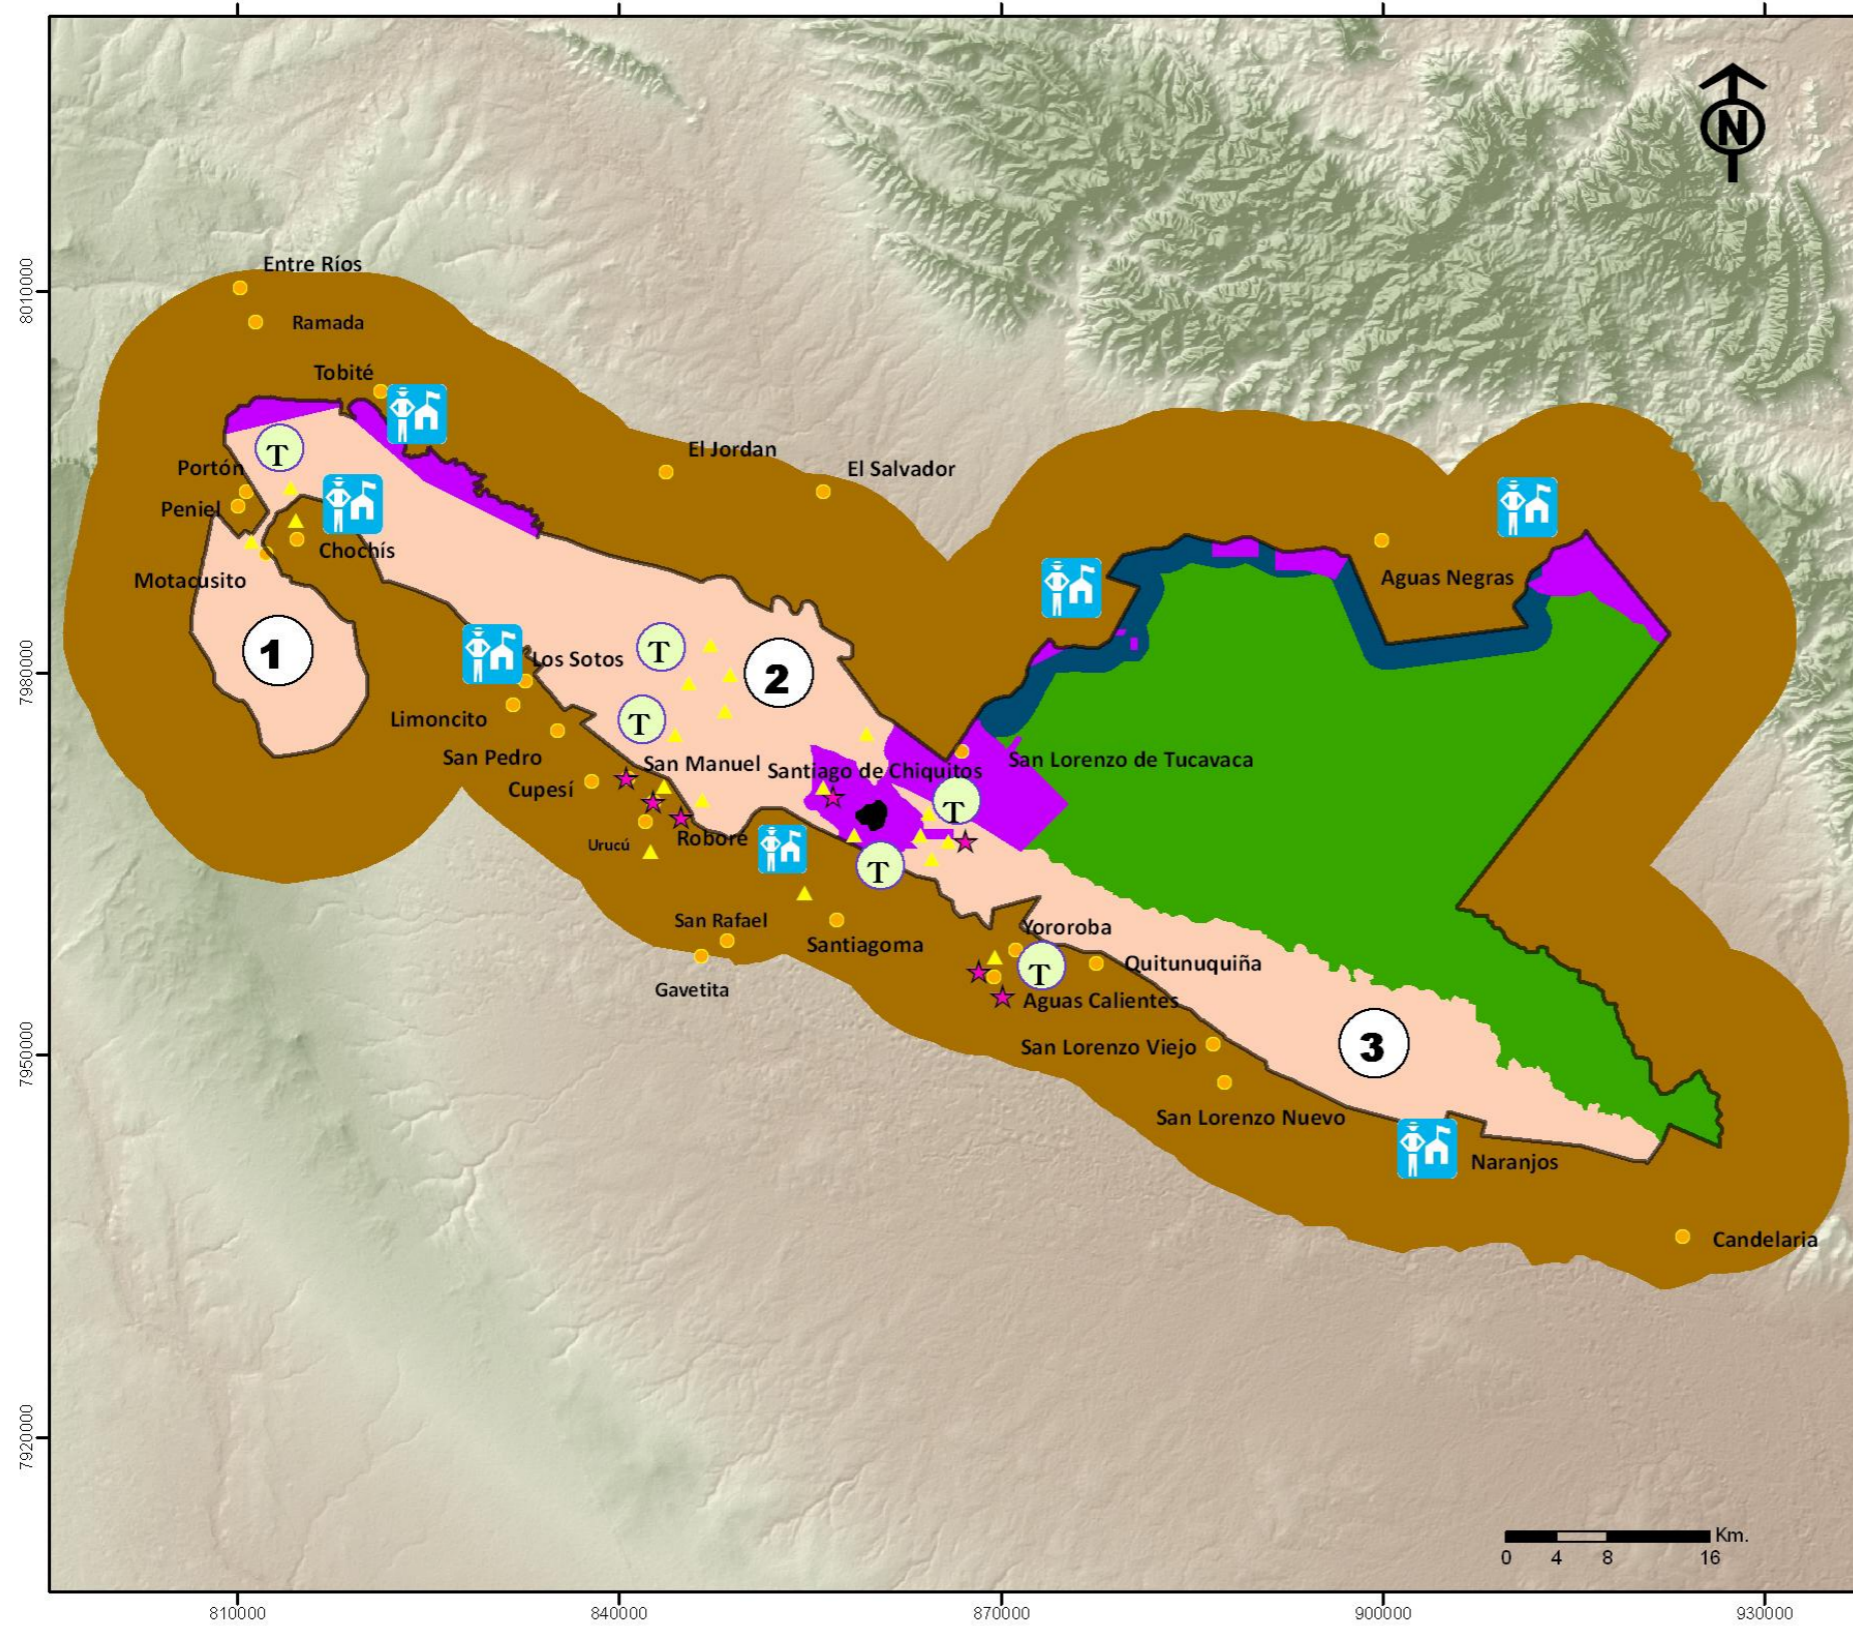 N
Entre Ríos
8010000
Ramada
Tobité
El Jordan
T
El Salvador
Portón
Peniel
Chochís
Aguas Negras
Motacusito
1
T
Los Sotos
2
7980000
Limoncito
T
San Pedro
San Manuel
Santiago de Chiquitos
San Lorenzo de Tucavaca
Cupesí
T
Roboré
Urucú
T
San Rafael
Yororoba
Santiagoma
Quitunuquiña
T
Gavetita
Aguas Calientes
San Lorenzo Viejo
3
7950000
San Lorenzo Nuevo
Naranjos
Candelaria
7920000
Km.
0 4 8 16
810000 840000 870000 900000 930000